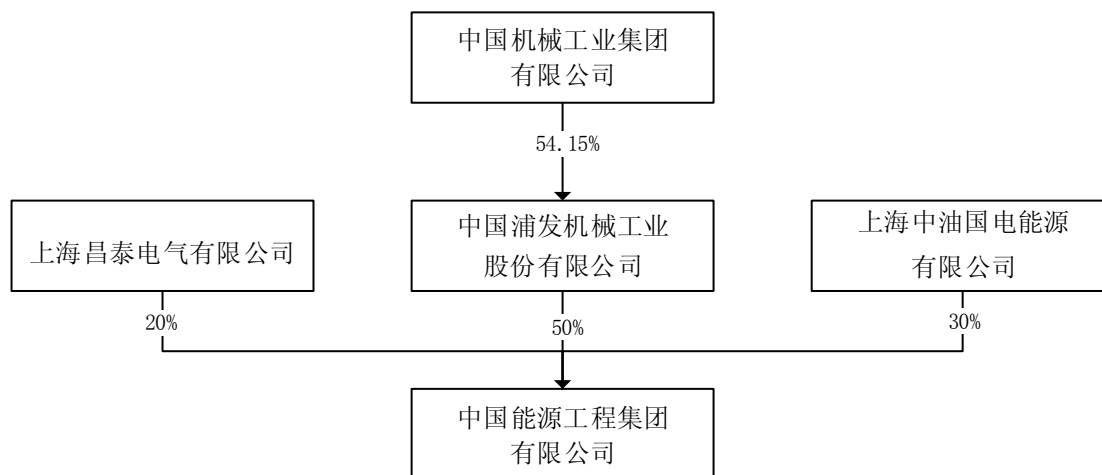 中国机械工业集团
有限公司
54.15%
上海昌泰电气有限公司
中国浦发机械工业
股份有限公司
上海中油国电能源
有限公司
20%
50%
30%
中国能源工程集团
有限公司